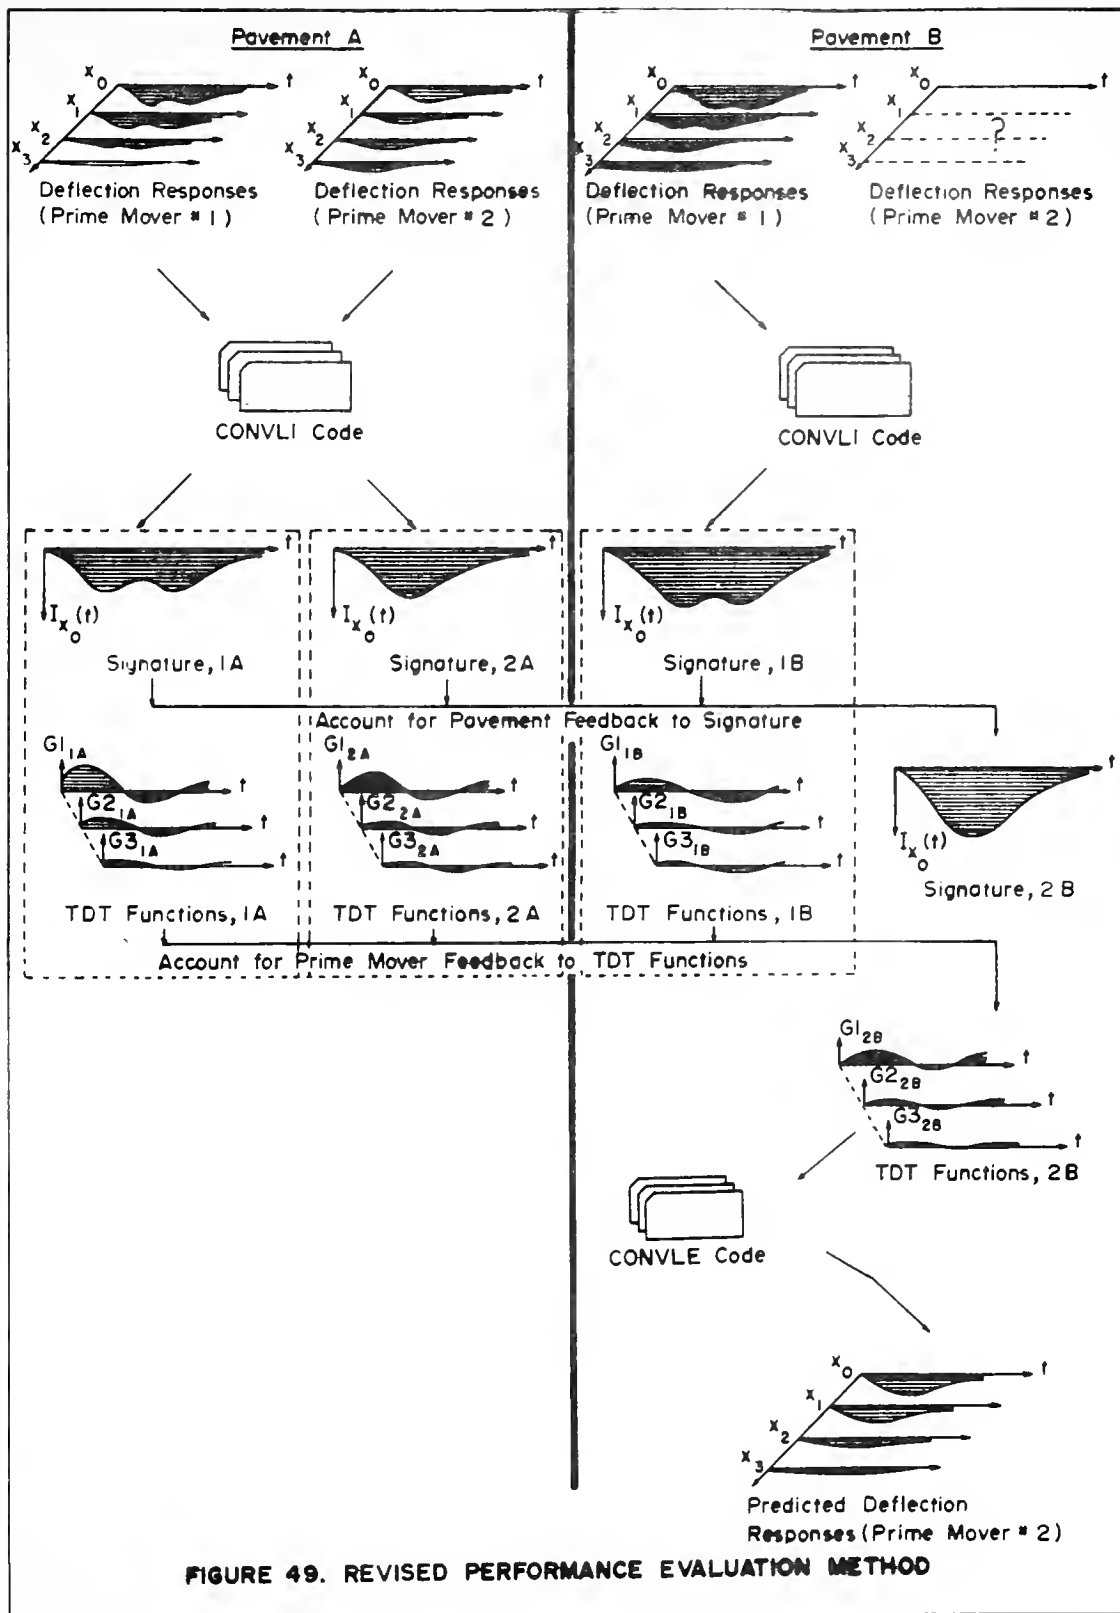 Pavement A
Pavement B
x0 t
x1
x2
x3
x0 t
x1
x2
x3
x0 t
x1
x2
x3
x0 t
x1
x2
x3
?
Deflection Responses
(Prime Mover # 1)
Deflection Responses
(Prime Mover # 2)
Deflection Responses
(Prime Mover # 1)
Deflection Responses
(Prime Mover # 2)
CONVLI Code
CONVLI Code
t
Ix0(t)
Signature, 1A
t
Ix0(t)
Signature, 2A
t
Ix0(t)
Signature, 1B
Account for Pavement Feedback to Signature
G1 1A
t
G2 1A
t
G3 1A
t
TDT Functions, 1A
G1 2A
t
G2 2A
t
G3 2A
t
TDT Functions, 2A
G1 1B
t
G2 1B
t
G3 1B
t
TDT Functions, 1B
t
Ix0(t)
Signature, 2B
Account for Prime Mover Feedback to TDT Functions
G1 2B
t
G2 2B
t
G3 2B
t
TDT Functions, 2B
CONVLE Code
x0 t
x1
x2
x3
Predicted Deflection
Responses (Prime Mover # 2)
FIGURE 49. REVISED PERFORMANCE EVALUATION METHOD